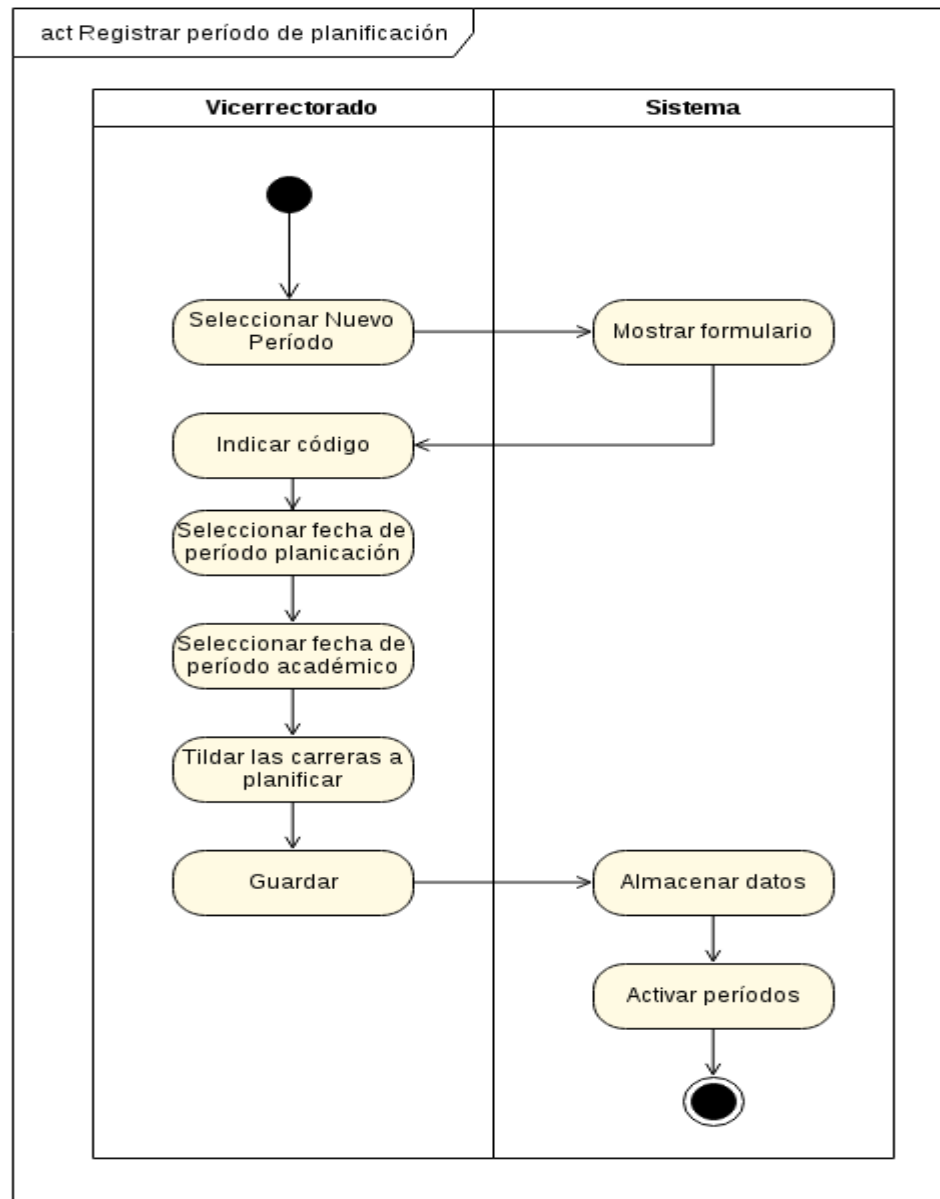 act Registrar período de planificación
Vicerrectorado
Sistema
Seleccionar Nuevo
Período
Mostrar formulario
Indicar código
Seleccionar fecha de
período planicación
Seleccionar fecha de
período académico
Tildar las carreras a
planificar
Guardar
Almacenar datos
Activar períodos